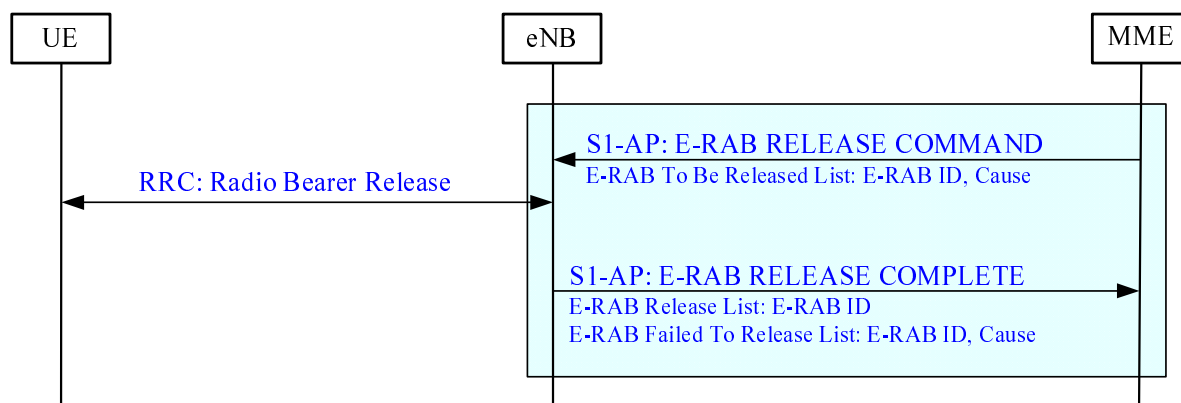 UE
eNB
MME
S1-AP: E-RAB RELEASE COMMAND
E-RAB To Be Released List: E-RAB ID, Cause
RRC: Radio Bearer Release
S1-AP: E-RAB RELEASE COMPLETE
E-RAB Release List: E-RAB ID
E-RAB Failed To Release List: E-RAB ID, Cause